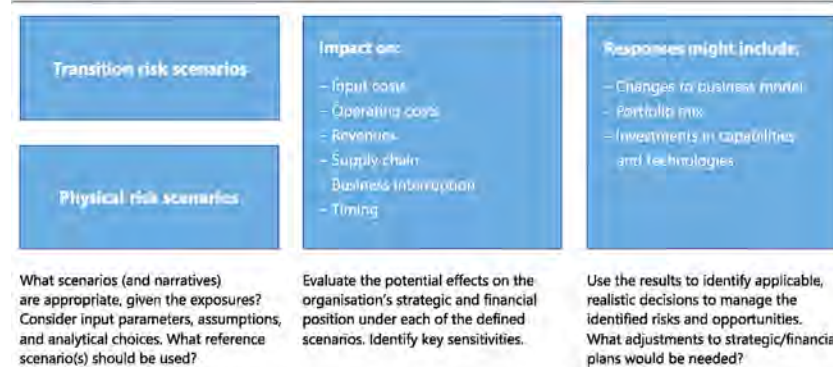 Transition risk scenarios
Physical risk scenarios
What scenarios (and narratives)
are appropriate, given the exposures?
Consider input parameters, assumptions,
and analytical choices. What reference
scenario(s) should be used?
Impact on:
– Input costs
– Operating costs
– Revenues
– Supply chain
Business interruption
– Timing
Evaluate the potential effects on the
organisation's strategic and financial
position under each of the defined
scenarios. Identify key sensitivities.
Responses might include:
– Changes to business model
– Portfolio mix
– Investments in capabilities
and technologies
Use the results to identify applicable,
realistic decisions to manage the
identified risks and opportunities.
What adjustments to strategic/financia
plans would be needed?